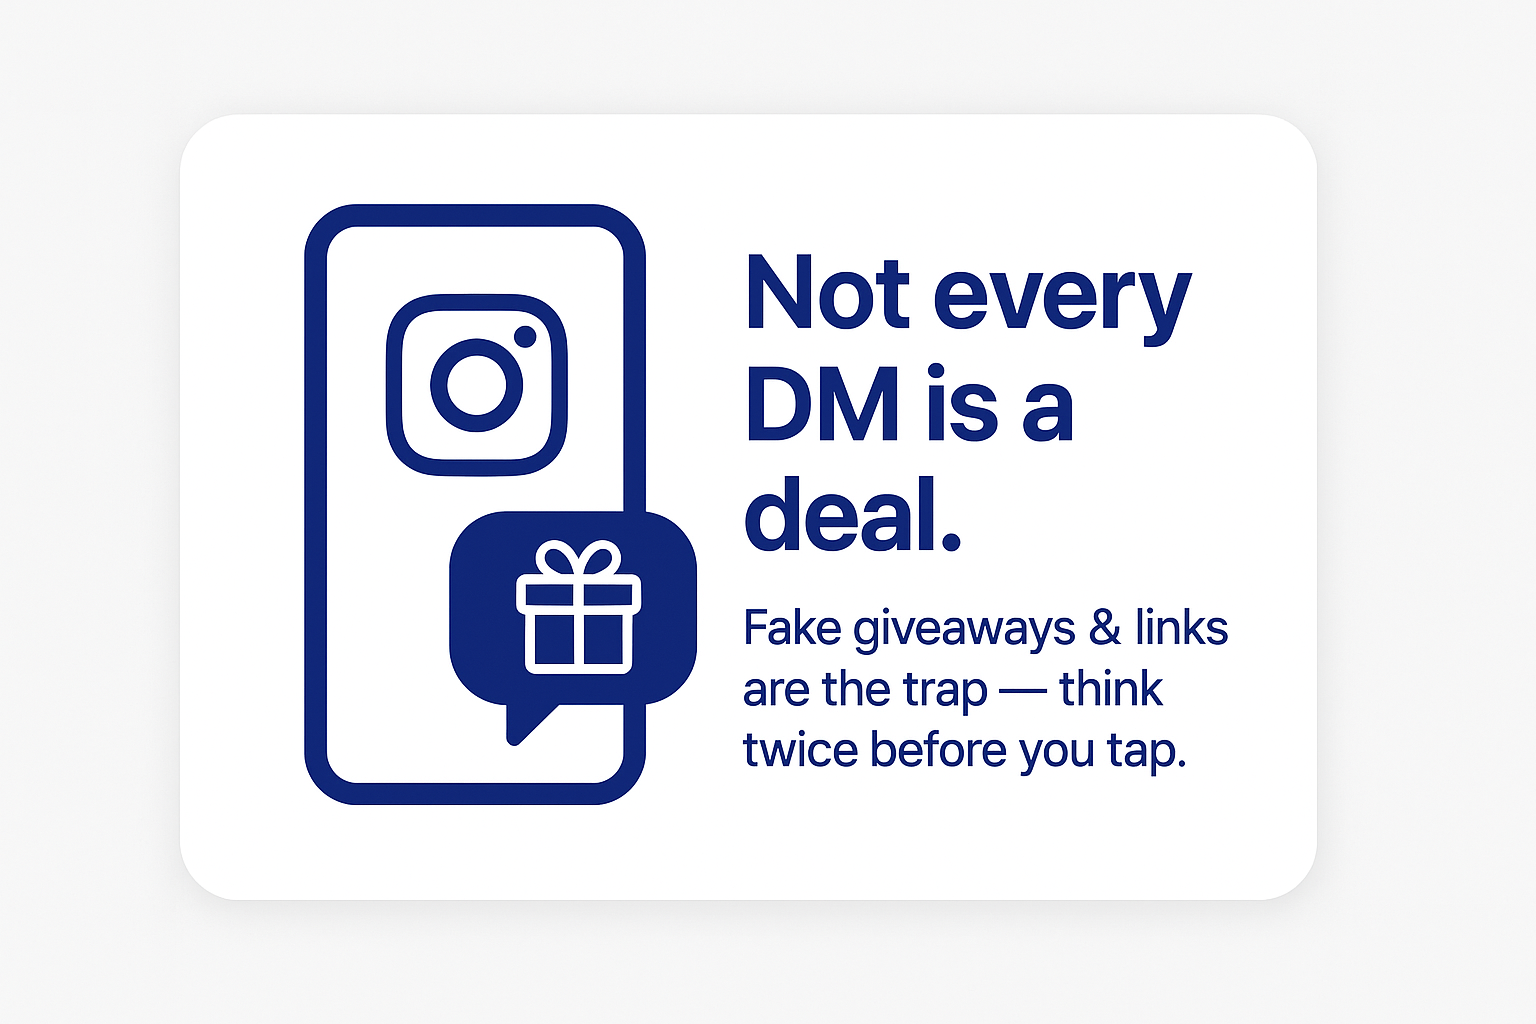 Not every
DM is a
deal.
Fake giveaways & links
are the trap — think
twice before you tap.